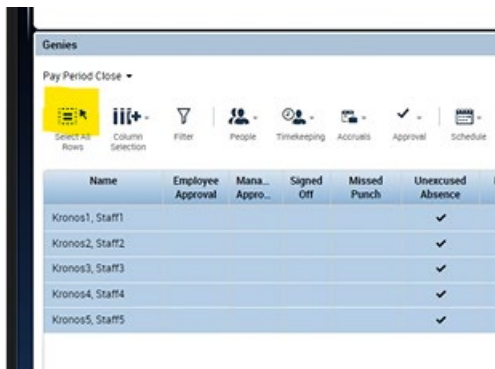 Genies
Pay Period Close
Select All Rows
Column Selection
Filter
People
Timekeeping
Accruals
Approval
Schedule
Name Employee Approval Mana... Appro... Signed Off Missed Punch Unexcused Absence
Kronos1, Staff1
Kronos2, Staff2
Kronos3, Staff3
Kronos4, Staff4
Kronos5, Staff5